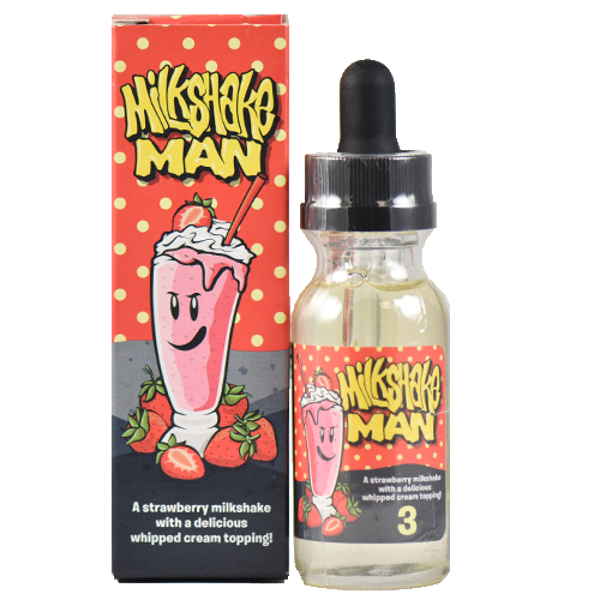 MILKSHAKE
MAN
A strawberry milkshake
with a delicious
whipped cream topping!
MILKSHAKE
MAN
A strawberry milkshake
with a delicious
whipped cream topping!
3